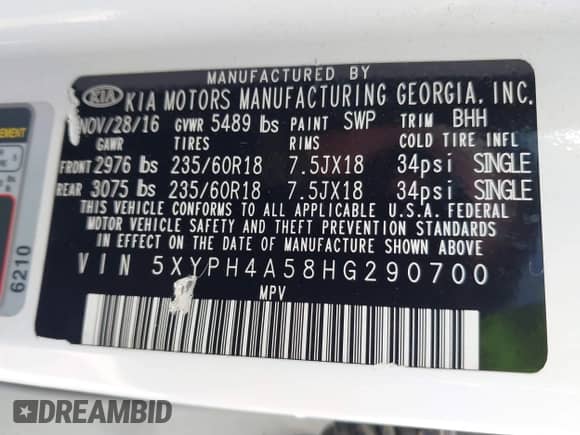 MANUFACTURED BY
KIA KIA MOTORS MANUFACTURING GEORGIA, INC.
NOV/28/16 GVWR 5489 lbs PAINT SWP TRIM BHH
GAWR TIRES RIMS COLD TIRE INFL
FRONT 2976 lbs 235/60R18 7.5JX18 34psi SINGLE
REAR 3075 lbs 235/60R18 7.5JX18 34psi SINGLE
THIS VEHICLE CONFORMS TO ALL APPLICABLE U.S.A. FEDERAL
MOTOR VEHICLE SAFETY AND THEFT PREVENTION STANDARDS
IN EFFECT ON THE DATE OF MANUFACTURE SHOWN ABOVE.
VIN 5XYPH4A58HG290700
MPV
6210
DREAMBID